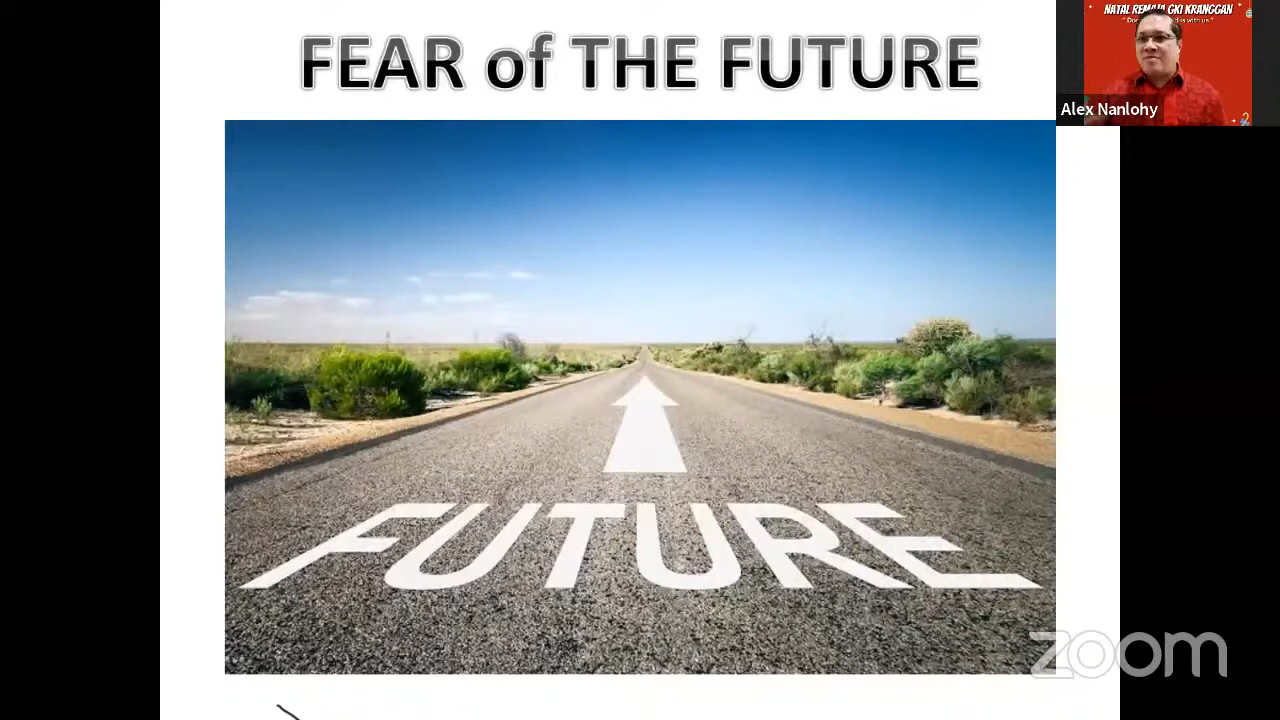 FEAR of THE FUTURE
NATAL REMAJA GKI KRANGGAN
Alex Nanlohy
FUTURE
zoom